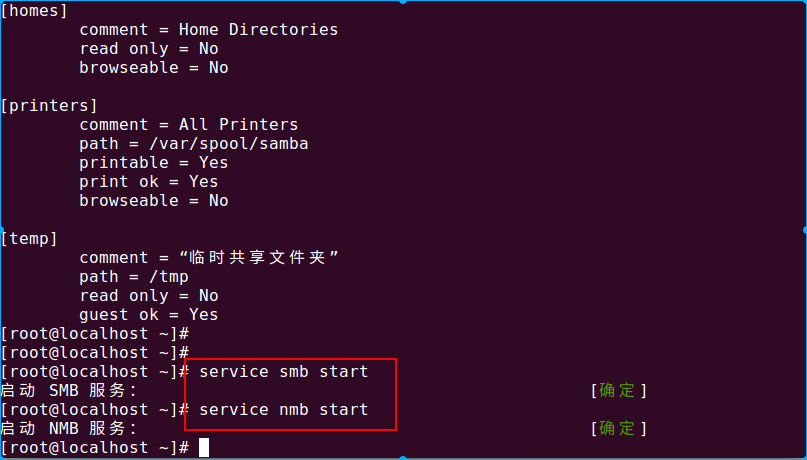 [homes]
comment = Home Directories
read only = No
browseable = No
[printers]
comment = All Printers
path = /var/spool/samba
printable = Yes
print ok = Yes
browseable = No
[temp]
comment = “临时共享文件夹”
path = /tmp
read only = No
guest ok = Yes
[root@localhost ~]#
[root@localhost ~]#
[root@localhost ~]# service smb start
启动 SMB 服务： [确定]
[root@localhost ~]# service nmb start
启动 NMB 服务： [确定]
[root@localhost ~]#